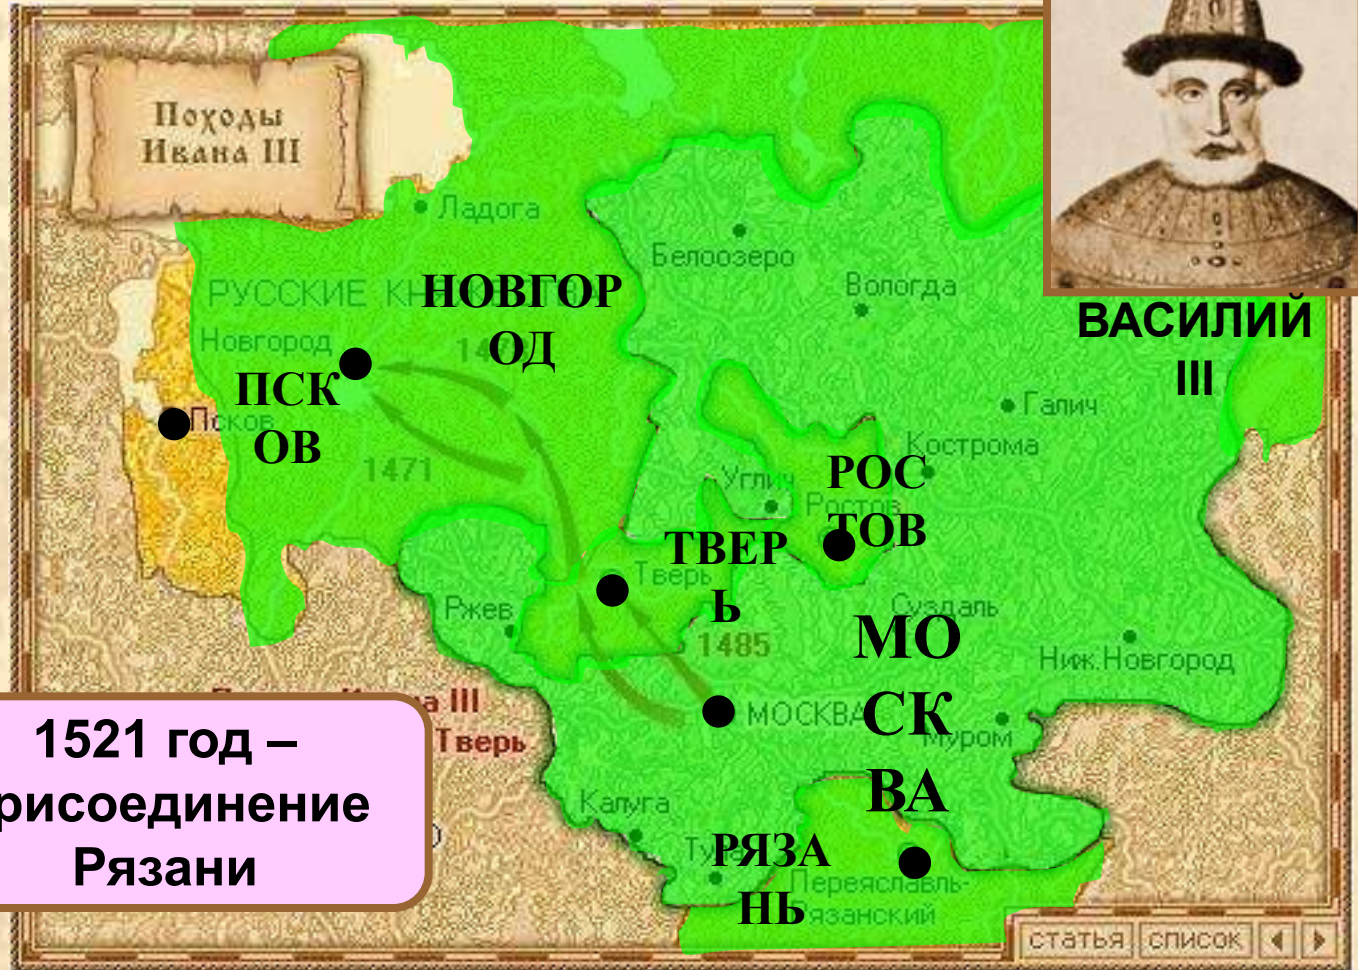 Походы
Ивана III
Ладога
Белоозеро
Вологда
РУССКИЕ
НОВГОР
ОД
ВАСИЛИЙ
III
Новгород
ПСК
ОВ
Псков
1471
Галич
Кострома
Углич
РОС
ТОВ
Ростов
ТВЕР
Ь
Тверь
Ржев
Суздаль
1485
МО
СК
ВА
Ниж.Новгород
МОСКВА
Муром
III
Тверь
1521 год –
рисоединение
Рязани
Калуга
РЯЗА
НЬ
Переяславль-
Рязанский
статья
список